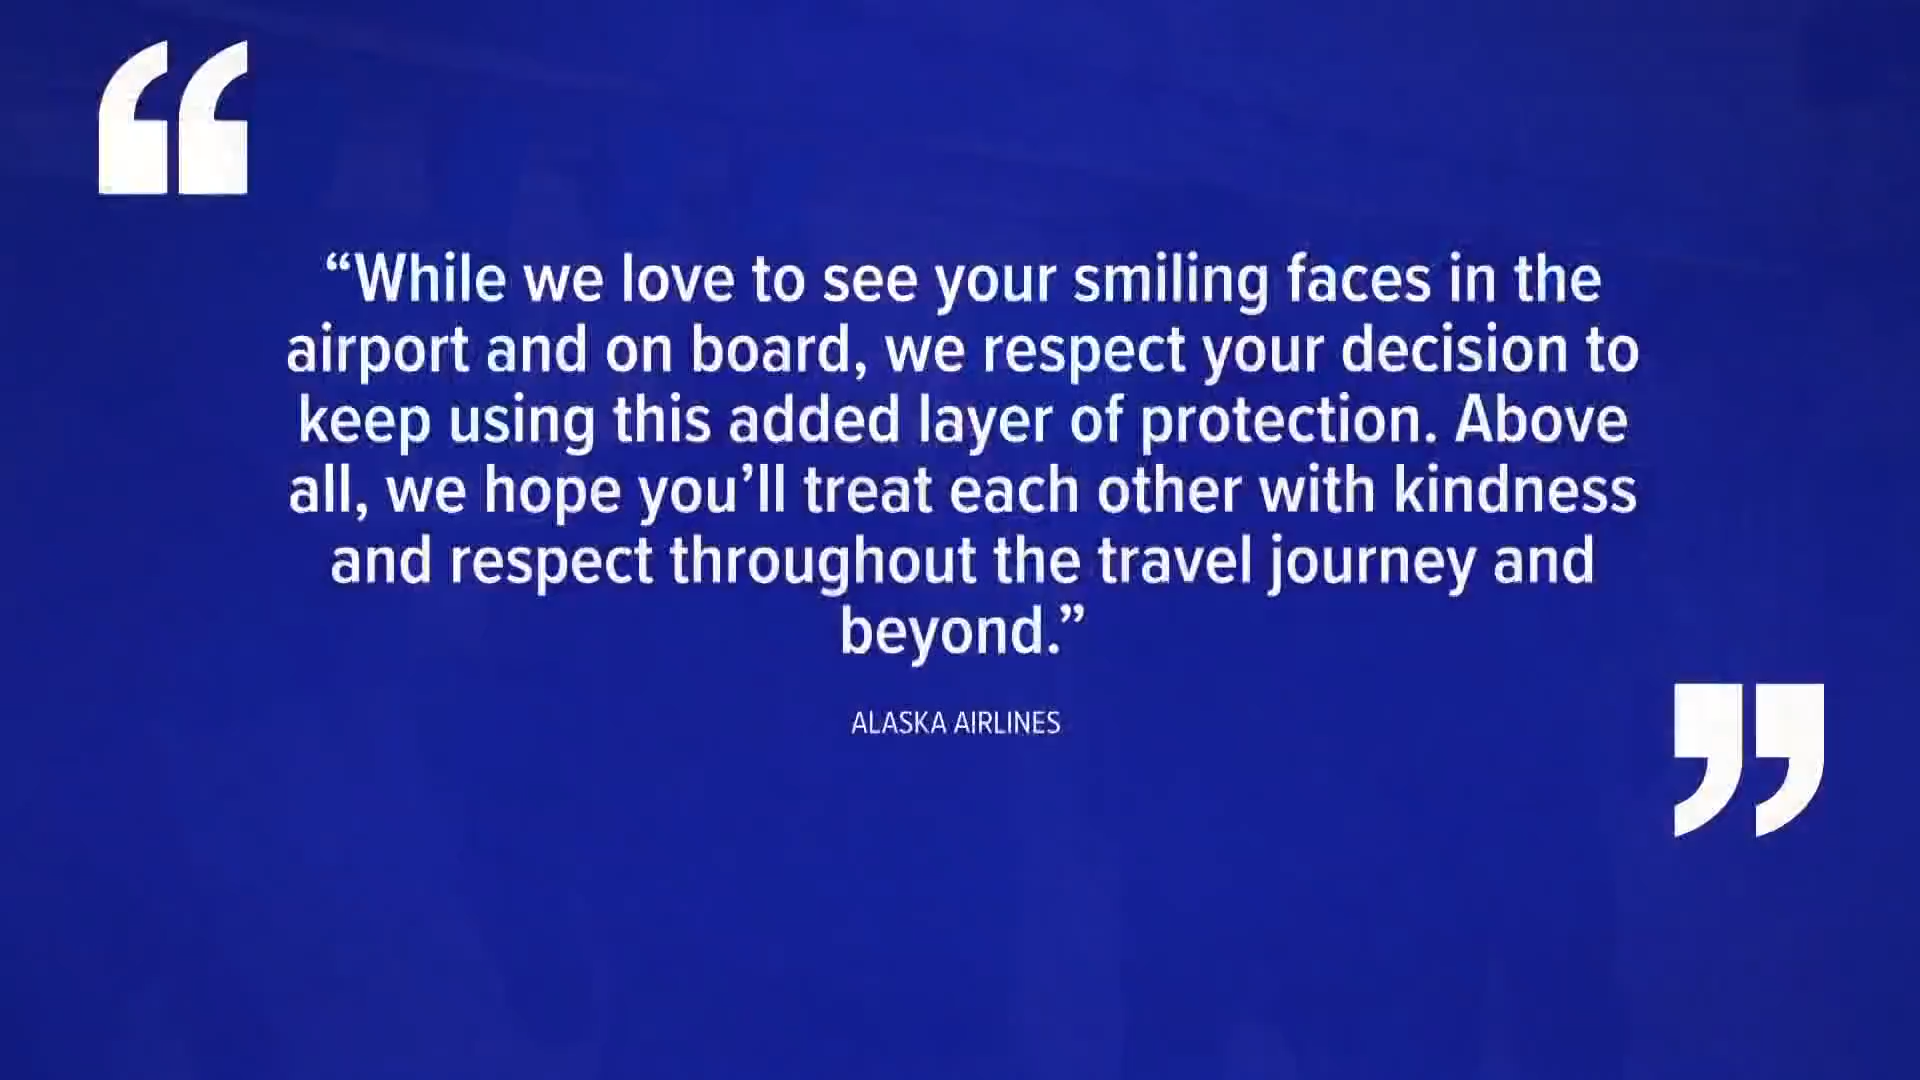 “While we love to see your smiling faces in the
airport and on board, we respect your decision to
keep using this added layer of protection. Above
all, we hope you’ll treat each other with kindness
and respect throughout the travel journey and
beyond.”
ALASKA AIRLINES